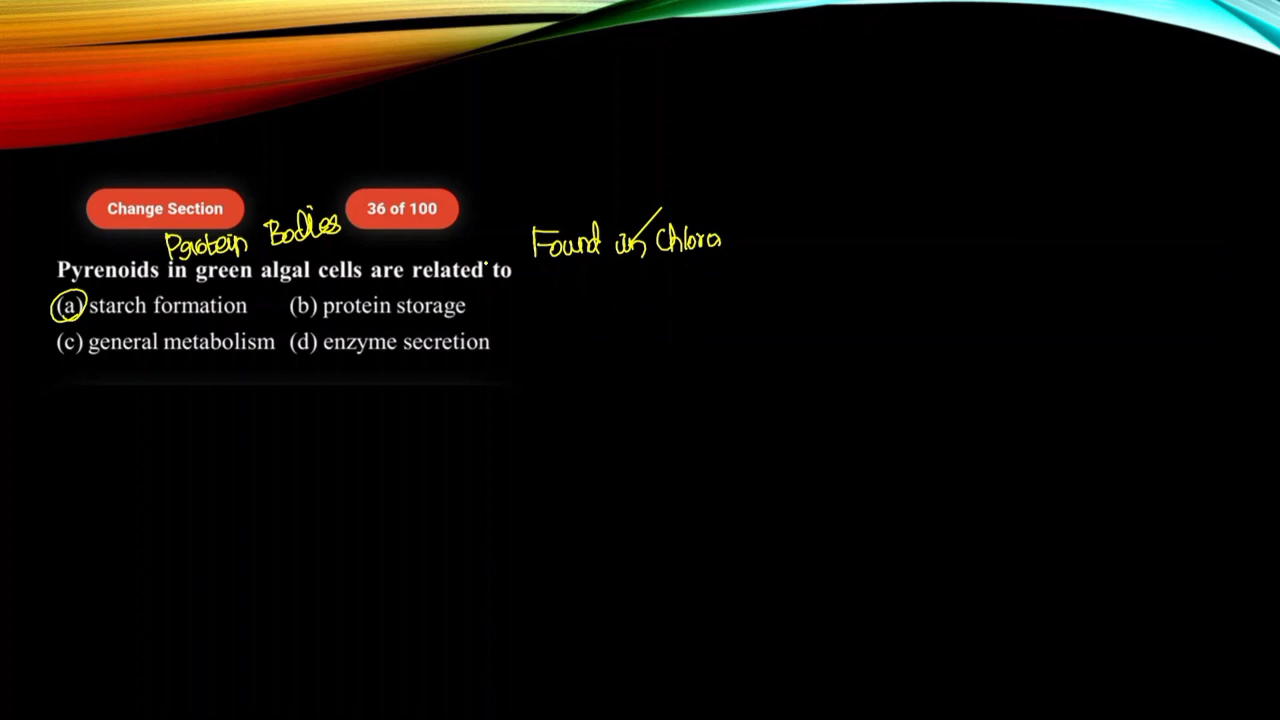 Change Section 36 of 100
Protein Bodies
Found in Chloro
Pyrenoids in green algal cells are related to
(a) starch formation (b) protein storage
(c) general metabolism (d) enzyme secretion